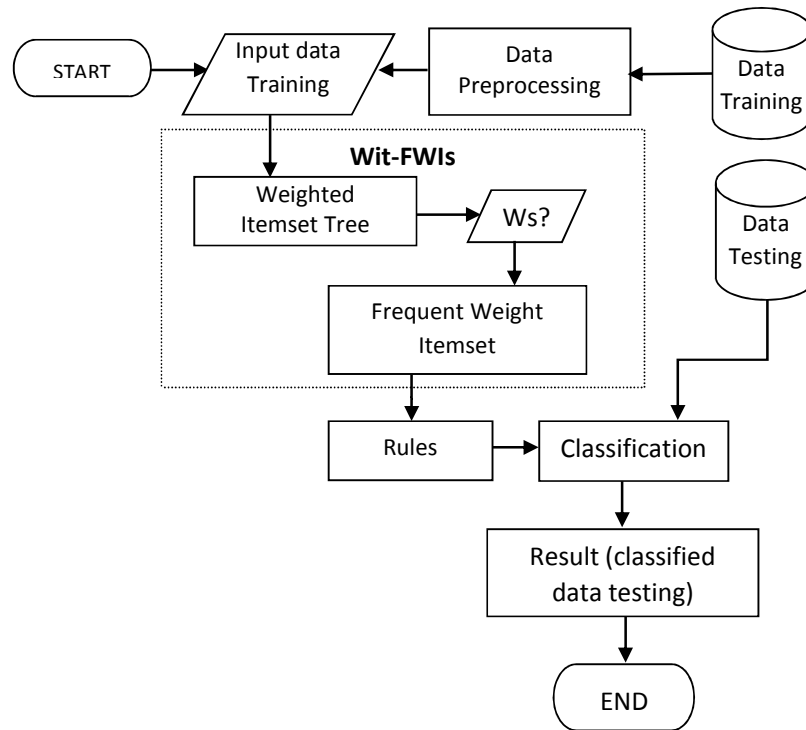 START
Input data
Training
Data
Preprocessing
Data
Training
Wit-FWIs
Weighted
Itemset Tree
Ws?
Data
Testing
Frequent Weight
Itemset
Rules
Classification
Result (classified
data testing)
END